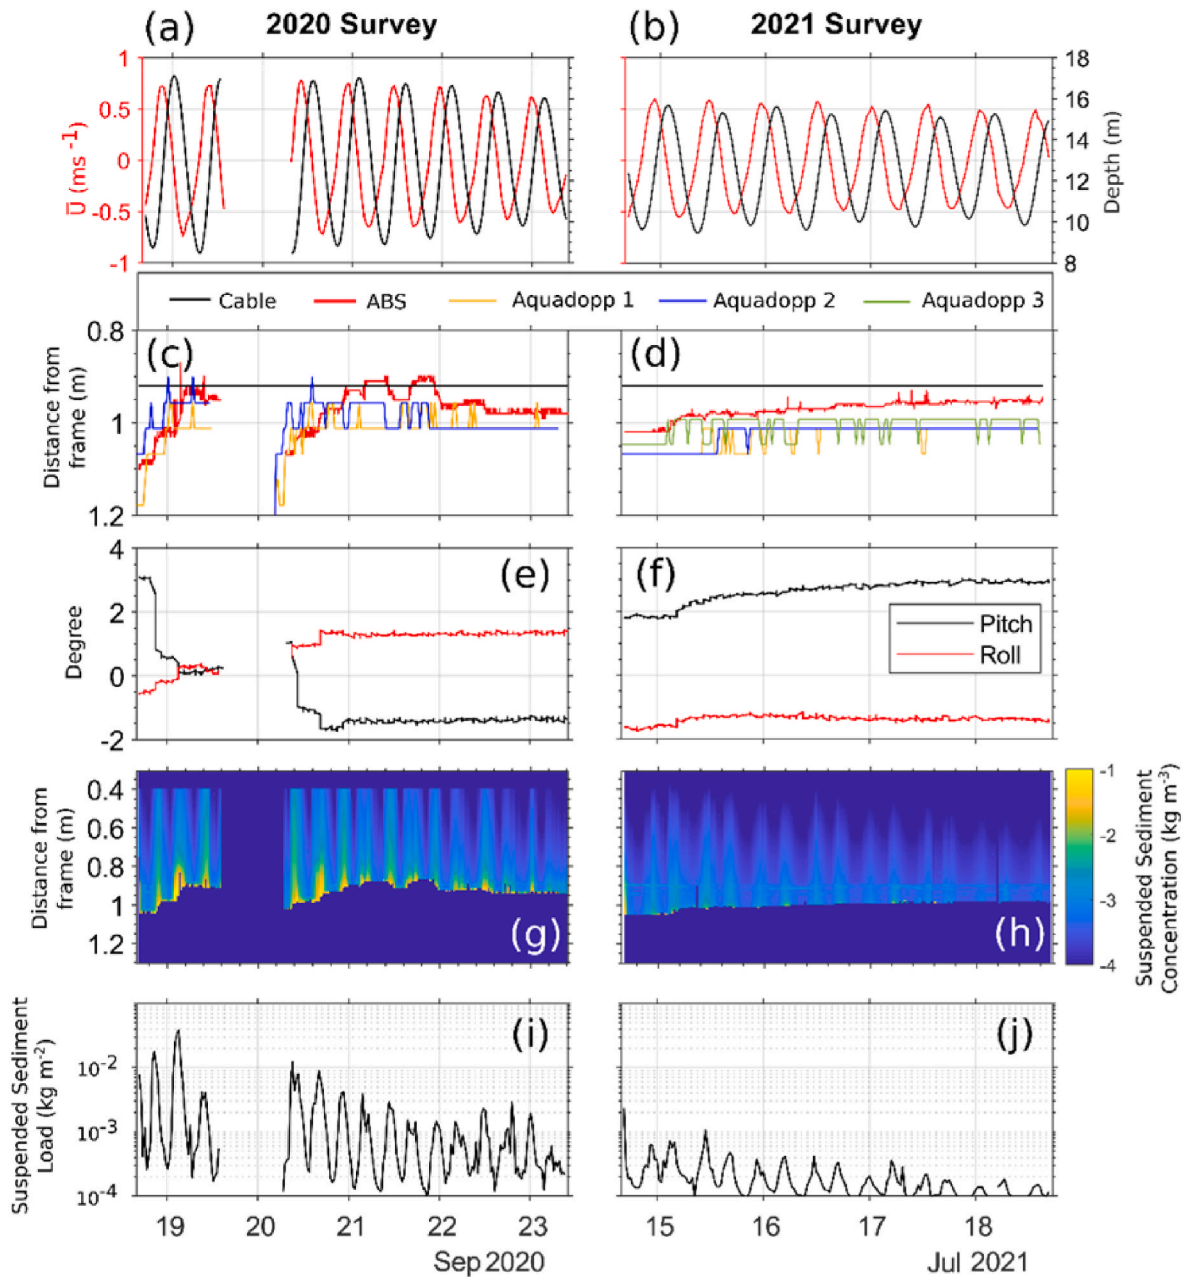 (a) 2020 Survey (b) 2021 Survey
1 18
0.5 16
0 14
-0.5 12
-1 10
8
Ū (ms -1)
Depth (m)
Cable ABS Aquadopp 1 Aquadopp 2 Aquadopp 3
0.8 (c) (d)
1
1.2
Distance from
frame (m)
4 (e) (f)
2
0
-2
Degree
Pitch
Roll
0.4
0.6
0.8
1
1.2
Distance from
frame (m)
(g) (h)
-1
-2
-3
-4
Suspended Sediment
Concentration (kg m-3)
(i) (j)
10-2
10-3
10-4
Suspended Sediment
Load (kg m-2)
19 20 21 22 23 15 16 17 18
Sep 2020 Jul 2021